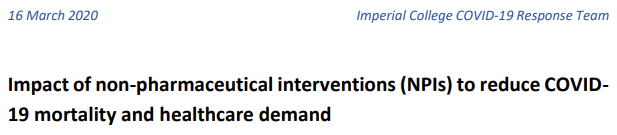 16 March 2020 Imperial College COVID-19 Response Team
Impact of non-pharmaceutical interventions (NPIs) to reduce COVID-
19 mortality and healthcare demand